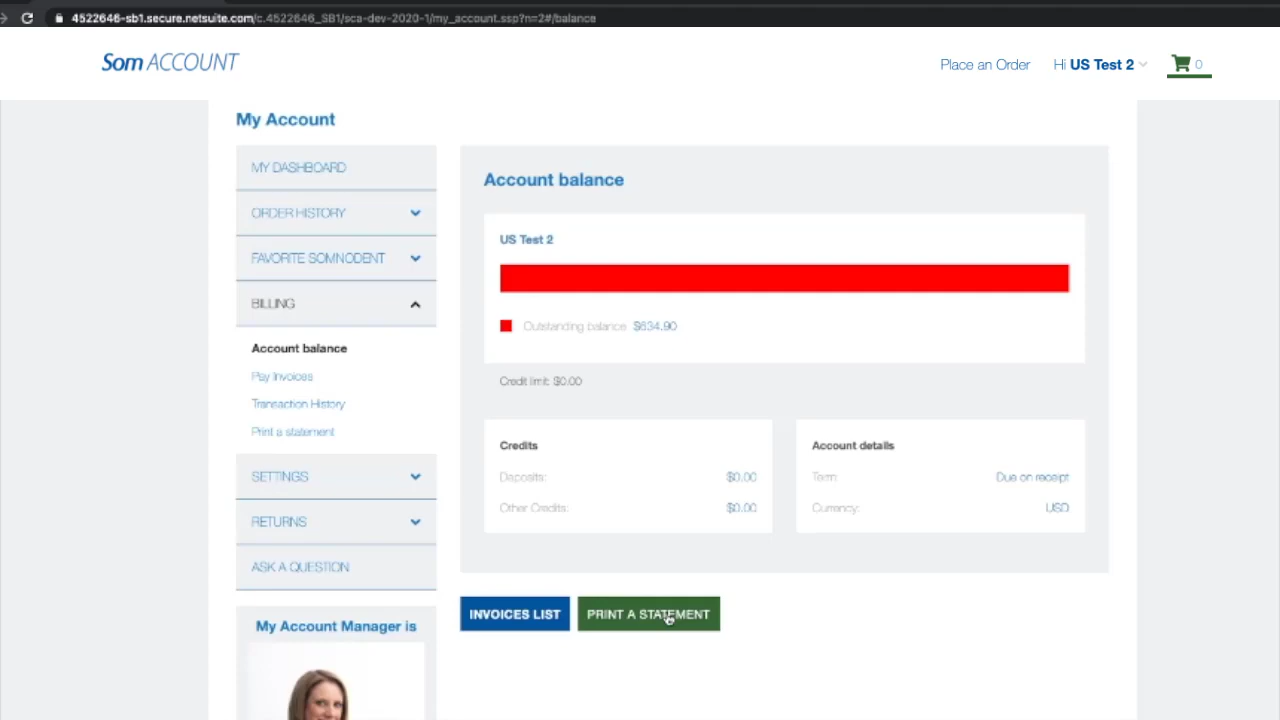 4522646-sb1.secure.netsuite.com/c.4522646_SB1/sca-dev-2020-1/my_account.ssp?n=2#/balance
Som ACCOUNT
Place an Order
Hi US Test 2
0
My Account
MY DASHBOARD
ORDER HISTORY
FAVORITE SOMNODENT
BILLING
Account balance
Pay Invoices
Transaction History
Print a statement
SETTINGS
RETURNS
ASK A QUESTION
My Account Manager is
Account balance
US Test 2
Outstanding balance $634.90
Credit limit: $0.00
Credits
Deposits: $0.00
Other Credits: $0.00
Account details
Term Due on receipt
Currency: USD
INVOICES LIST
PRINT A STATEMENT